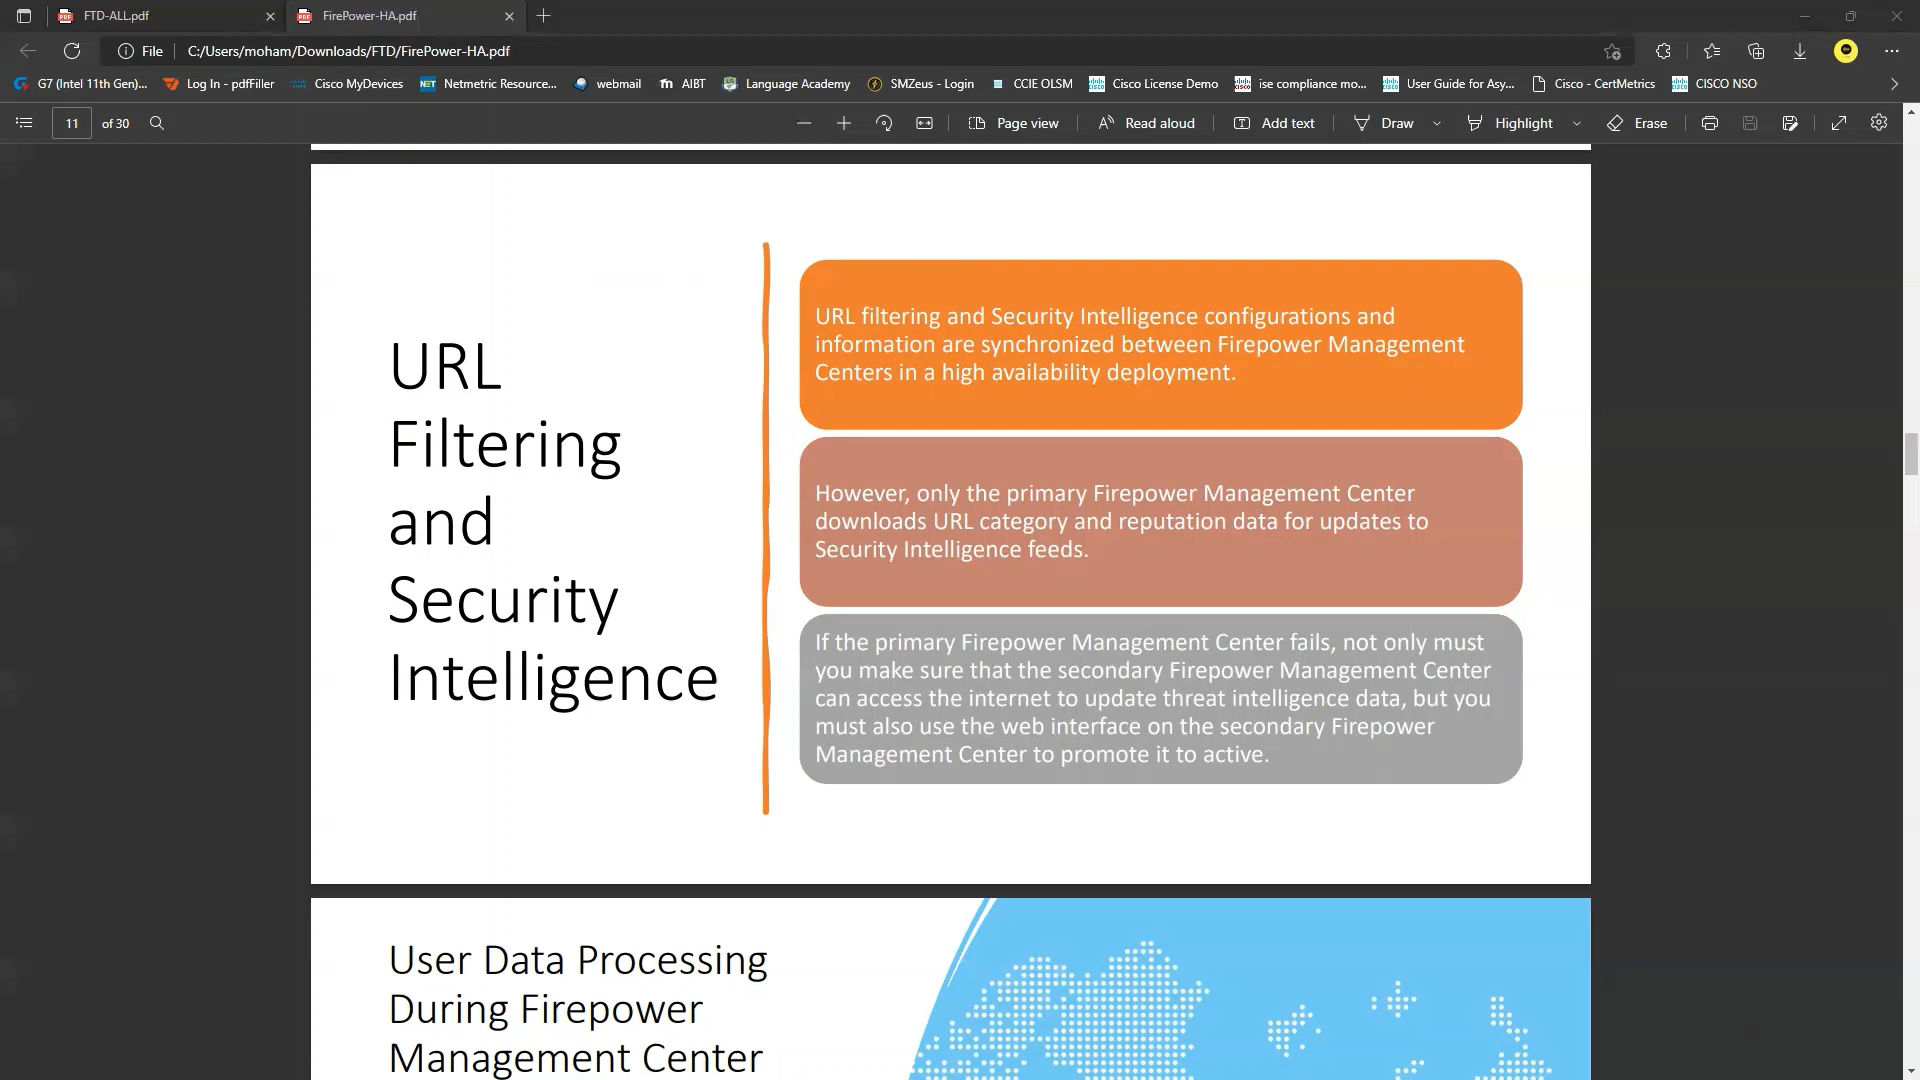 FTD-ALL.pdf
FirePower-HA.pdf
File
C:/Users/moham/Downloads/FTD/FirePower-HA.pdf
G7 (Intel 11th Gen)...
Log In - pdfFiller
Cisco MyDevices
NET
Netmetric Resource...
webmail
AIBT
Language Academy
SMZeus - Login
CCIE OLSM
Cisco License Demo
ise compliance mo...
User Guide for Asy...
Cisco - CertMetrics
CISCO NSO
11
of 30
Page view
Read aloud
Add text
Draw
Highlight
Erase
URL
Filtering
and
Security
Intelligence
URL filtering and Security Intelligence configurations and
information are synchronized between Firepower Management
Centers in a high availability deployment.
However, only the primary Firepower Management Center
downloads URL category and reputation data for updates to
Security Intelligence feeds.
If the primary Firepower Management Center fails, not only must
you make sure that the secondary Firepower Management Center
can access the internet to update threat intelligence data, but you
must also use the web interface on the secondary Firepower
Management Center to promote it to active.
User Data Processing
During Firepower
Management Center